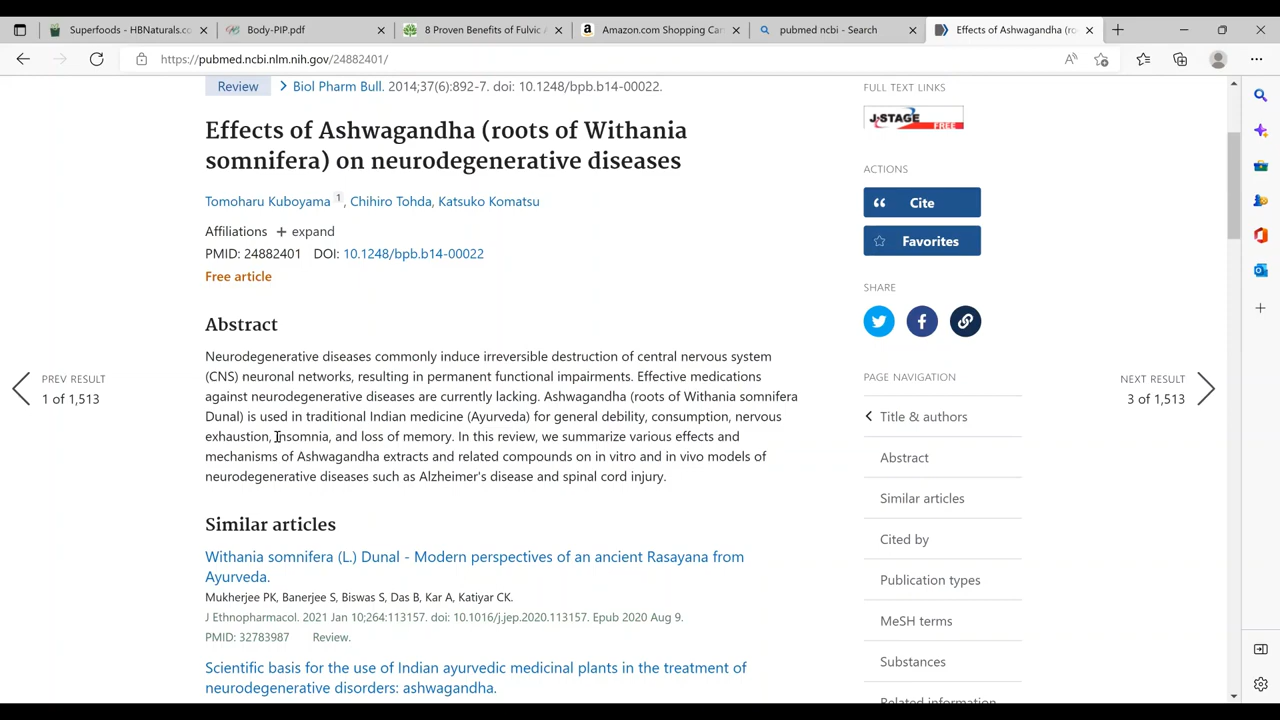 Superfoods - HBNaturals.co
Body-PIP.pdf
8 Proven Benefits of Fulvic
Amazon.com Shopping Ca
pubmed ncbi - Search
Effects of Ashwagandha (ro
https://pubmed.ncbi.nlm.nih.gov/24882401/
Review
Biol Pharm Bull. 2014;37(6):892-7. doi: 10.1248/bpb.b14-00022.
Effects of Ashwagandha (roots of Withania
somnifera) on neurodegenerative diseases
Tomoharu Kuboyama 1, Chihiro Tohda, Katsuko Komatsu
Affiliations + expand
PMID: 24882401 DOI: 10.1248/bpb.b14-00022
Free article
Abstract
Neurodegenerative diseases commonly induce irreversible destruction of central nervous system
(CNS) neuronal networks, resulting in permanent functional impairments. Effective medications
against neurodegenerative diseases are currently lacking. Ashwagandha (roots of Withania somnifera
Dunal) is used in traditional Indian medicine (Ayurveda) for general debility, consumption, nervous
exhaustion, insomnia, and loss of memory. In this review, we summarize various effects and
mechanisms of Ashwagandha extracts and related compounds on in vitro and in vivo models of
neurodegenerative diseases such as Alzheimer's disease and spinal cord injury.
Similar articles
Withania somnifera (L.) Dunal - Modern perspectives of an ancient Rasayana from
Ayurveda.
Mukherjee PK, Banerjee S, Biswas S, Das B, Kar A, Katiyar CK.
J Ethnopharmacol. 2021 Jan 10;264:113157. doi: 10.1016/j.jep.2020.113157. Epub 2020 Aug 9.
PMID: 32783987 Review.
Scientific basis for the use of Indian ayurvedic medicinal plants in the treatment of
neurodegenerative disorders: ashwagandha.
PREV RESULT
1 of 1,513
FULL TEXT LINKS
J-STAGE
FREE
ACTIONS
Cite
Favorites
SHARE
PAGE NAVIGATION
Title & authors
Abstract
Similar articles
Cited by
Publication types
MeSH terms
Substances
Related information
NEXT RESULT
3 of 1,513